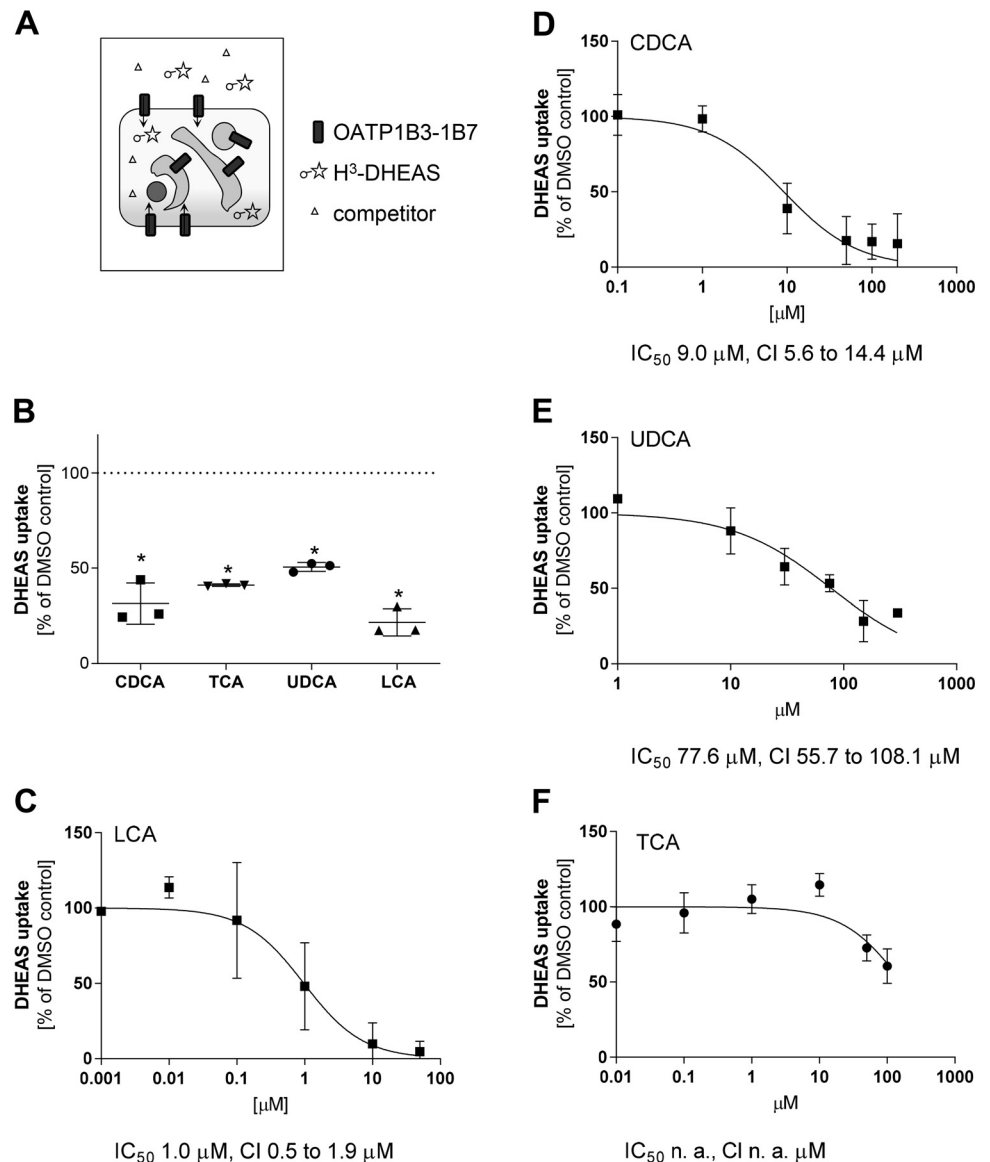 A
OATP1B3-1B7
H³-DHEAS
competitor
B
DHEAS uptake
[% of DMSO control]
100
50
0
*
*
*
*
CDCA
TCA
UDCA
LCA
C
LCA
DHEAS uptake
[% of DMSO control]
150
100
50
0
0.001
0.01
0.1
1
10
100
[μM]
IC₅₀ 1.0 μM, CI 0.5 to 1.9 μM
D
CDCA
DHEAS uptake
[% of DMSO control]
150
100
50
0
0.1
1
10
100
1000
[μM]
IC₅₀ 9.0 μM, CI 5.6 to 14.4 μM
E
UDCA
DHEAS uptake
[% of DMSO control]
150
100
50
0
1
10
100
1000
μM
IC₅₀ 77.6 μM, CI 55.7 to 108.1 μM
F
TCA
DHEAS uptake
[% of DMSO control]
150
100
50
0
0.01
0.1
1
10
100
1000
μM
IC₅₀ n. a., CI n. a. μM